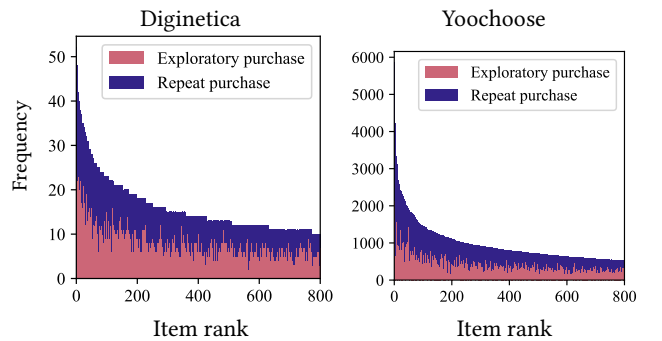 Diginetica
Exploratory purchase
Repeat purchase
Frequency
50
40
30
20
10
0
0 200 400 600 800
Item rank
Yoochoose
Exploratory purchase
Repeat purchase
6000
5000
4000
3000
2000
1000
0
0 200 400 600 800
Item rank